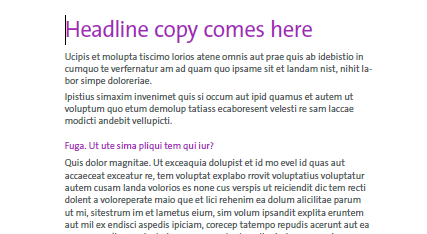 Headline copy comes here
Ucipis et molupta tiscimo lorios atene omnis aut prae quis ab idebistio in
cumquo te verfernatur am ad quam quo ipsame sit et landam nist, nihit la-
bor simpe doloreriae.
Ipistius simaxim invenimet quis si occum aut ipid quamus et autem ut
voluptum quo etum demolup tatiass ecaboresent velesti re sam laccae
modicti andebit vellupicti.
Fuga. Ut ute sima pliqui tem qui iur?
Quis dolor magnitae. Ut exceaquia dolupist et id mo evel id quas aut
accaeceat exceatur re, tem voluptat explabo rrovit voluptatius voluptatur
autem cusam landa volorios es none cus verspis ut reiciendit dic tem recti
dolent a voloreperate maio que et lici rehenim ea dolum alicilitae parum
ut mi, sitestrum im et lametus eium, sim volum ipsandit explita eruntem
aut mil ex endisci aspedis ipiciam, corecep tatempo repudis acerunt aut ea